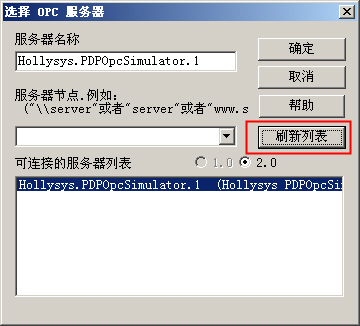 选择 OPC 服务器
服务器名称
确定
Hollysys.PDPOpcSimulator.1
取消
服务器节点.例如:
帮助
("\\server"或者"server"或者"www.s
刷新列表
可连接的服务器列表
1.0
2.0
Hollysys.PDPOpcSimulator.1 (Hollysys PDPOpcSi